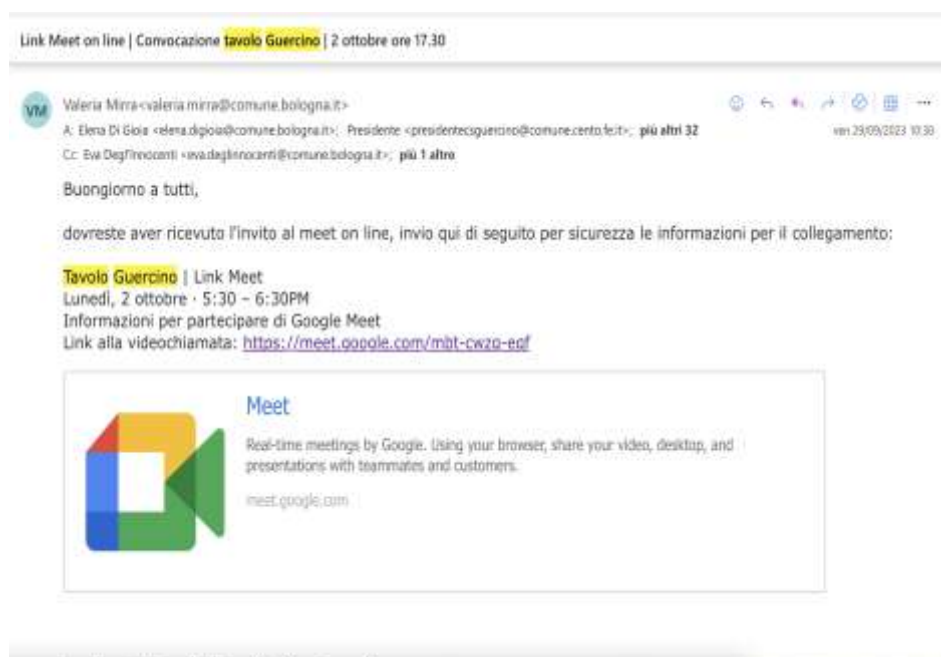 Link Meet on line | Convocazione tavolo Guercino | 2 ottobre ore 17.30
VM
Valeria Mirra<valeria.mirra@comune.bologna.it>
A: Elena Di Gioia <elena.digioia@comune.bologna.it>; Presidente <presidentecsguercino@comune.cento.fe.it>; più altri 32
ven 29/09/2023 10:38
Cc: Eva Degl'Innocenti <eva.deglinnocenti@comune.bologna.it>; più 1 altro
Buongiorno a tutti,
dovreste aver ricevuto l'invito al meet on line, invio qui di seguito per sicurezza le informazioni per il collegamento:
Tavolo Guercino | Link Meet
Lunedì, 2 ottobre · 5:30 – 6:30PM
Informazioni per partecipare di Google Meet
Link alla videochiamata: https://meet.google.com/mbt-cwzo-eqf
Meet
Real-time meetings by Google. Using your browser, share your video, desktop, and
presentations with teammates and customers.
meet.google.com